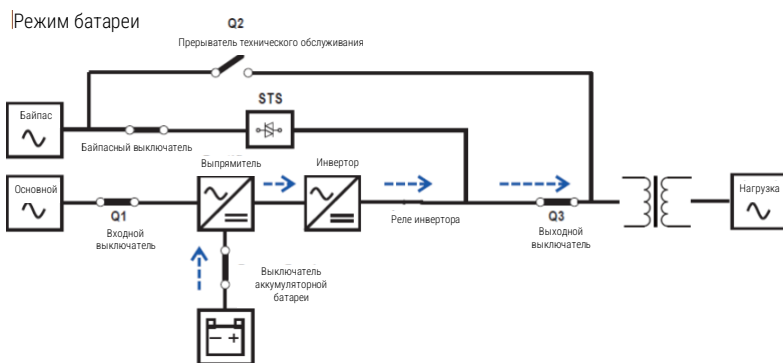 Режим батареи
Q2
Прерыватель технического обслуживания
Байпас
Байпасный выключатель
STS
Выпрямитель
Инвертор
Основной
Q1
Входной
выключатель
Реле инвертора
Q3
Выходной
выключатель
Нагрузка
Выключатель
аккумуляторной
батареи